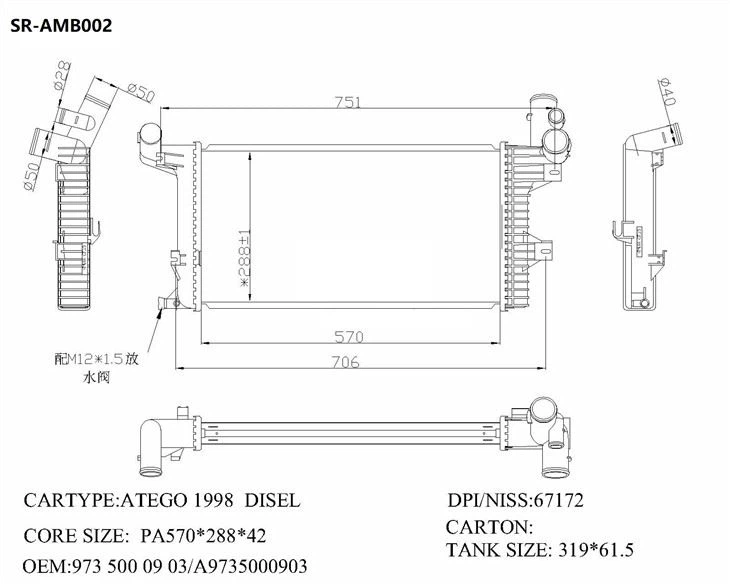 SR-AMB002
ø28
ø50
751
ø40
ø50
*288±1
570
配M12*1.5放
水阀
706
CARTYPE:ATEGO 1998 DISEL
DPI/NISS:67172
CORE SIZE: PA570*288*42
CARTON:
TANK SIZE: 319*61.5
OEM:973 500 09 03/A9735000903